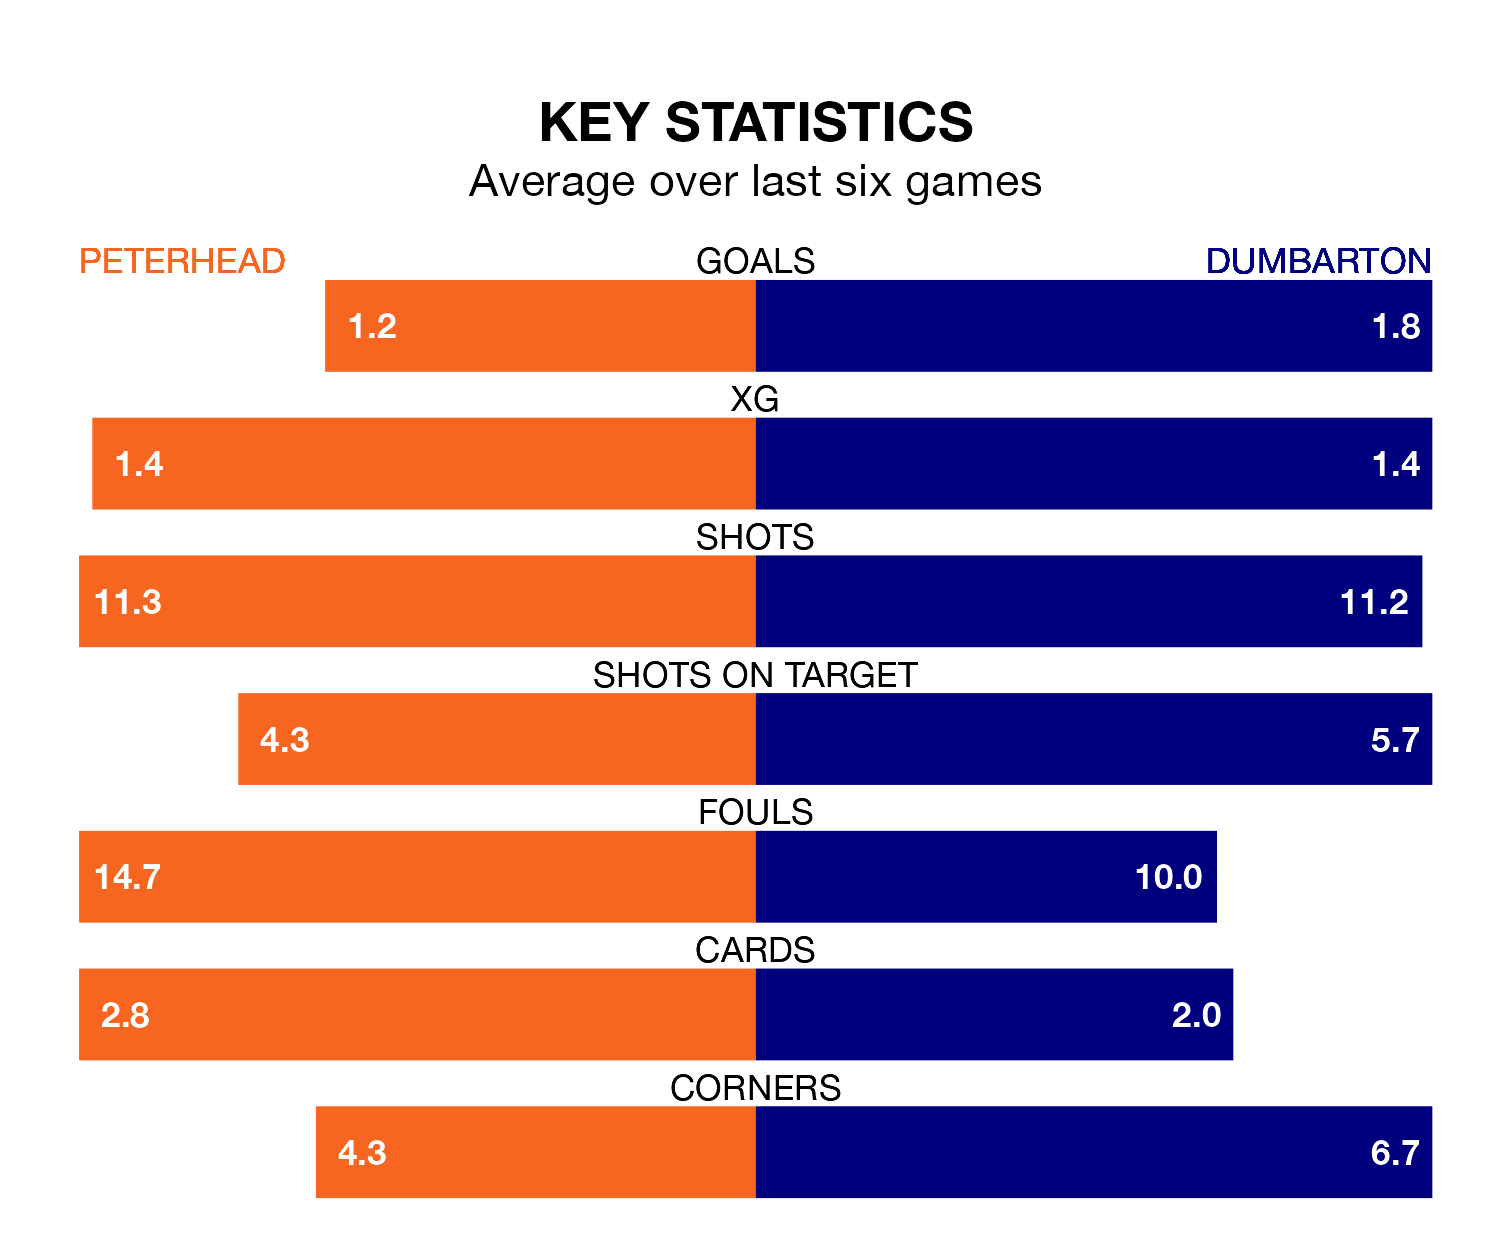 KEY STATISTICS
Average over last six games
PETERHEAD GOALS DUMBARTON
1.2 1.8
XG
1.4 1.4
SHOTS
11.3 11.2
SHOTS ON TARGET
4.3 5.7
FOULS
14.7 10.0
CARDS
2.8 2.0
CORNERS
4.3 6.7